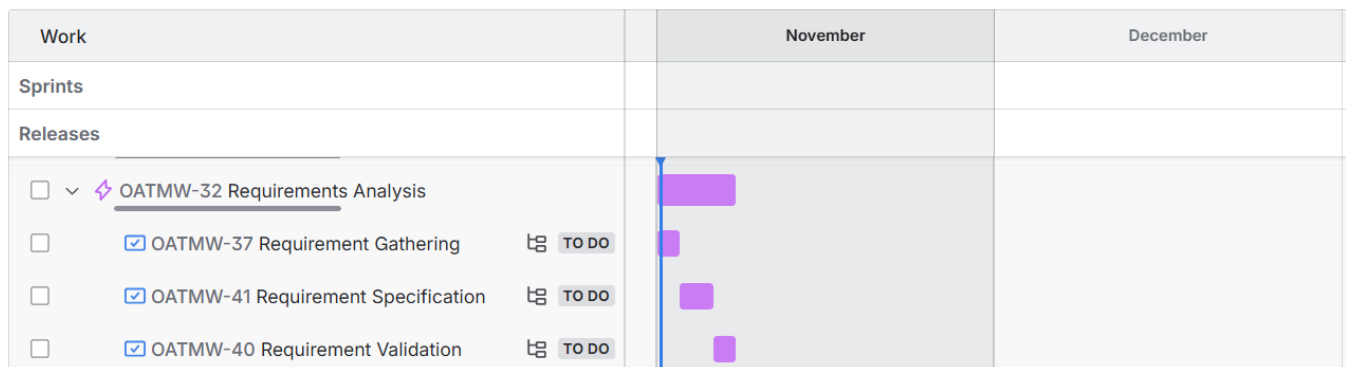 Work November December
Sprints
Releases
OATMW-32 Requirements Analysis
OATMW-37 Requirement Gathering TO DO
OATMW-41 Requirement Specification TO DO
OATMW-40 Requirement Validation TO DO